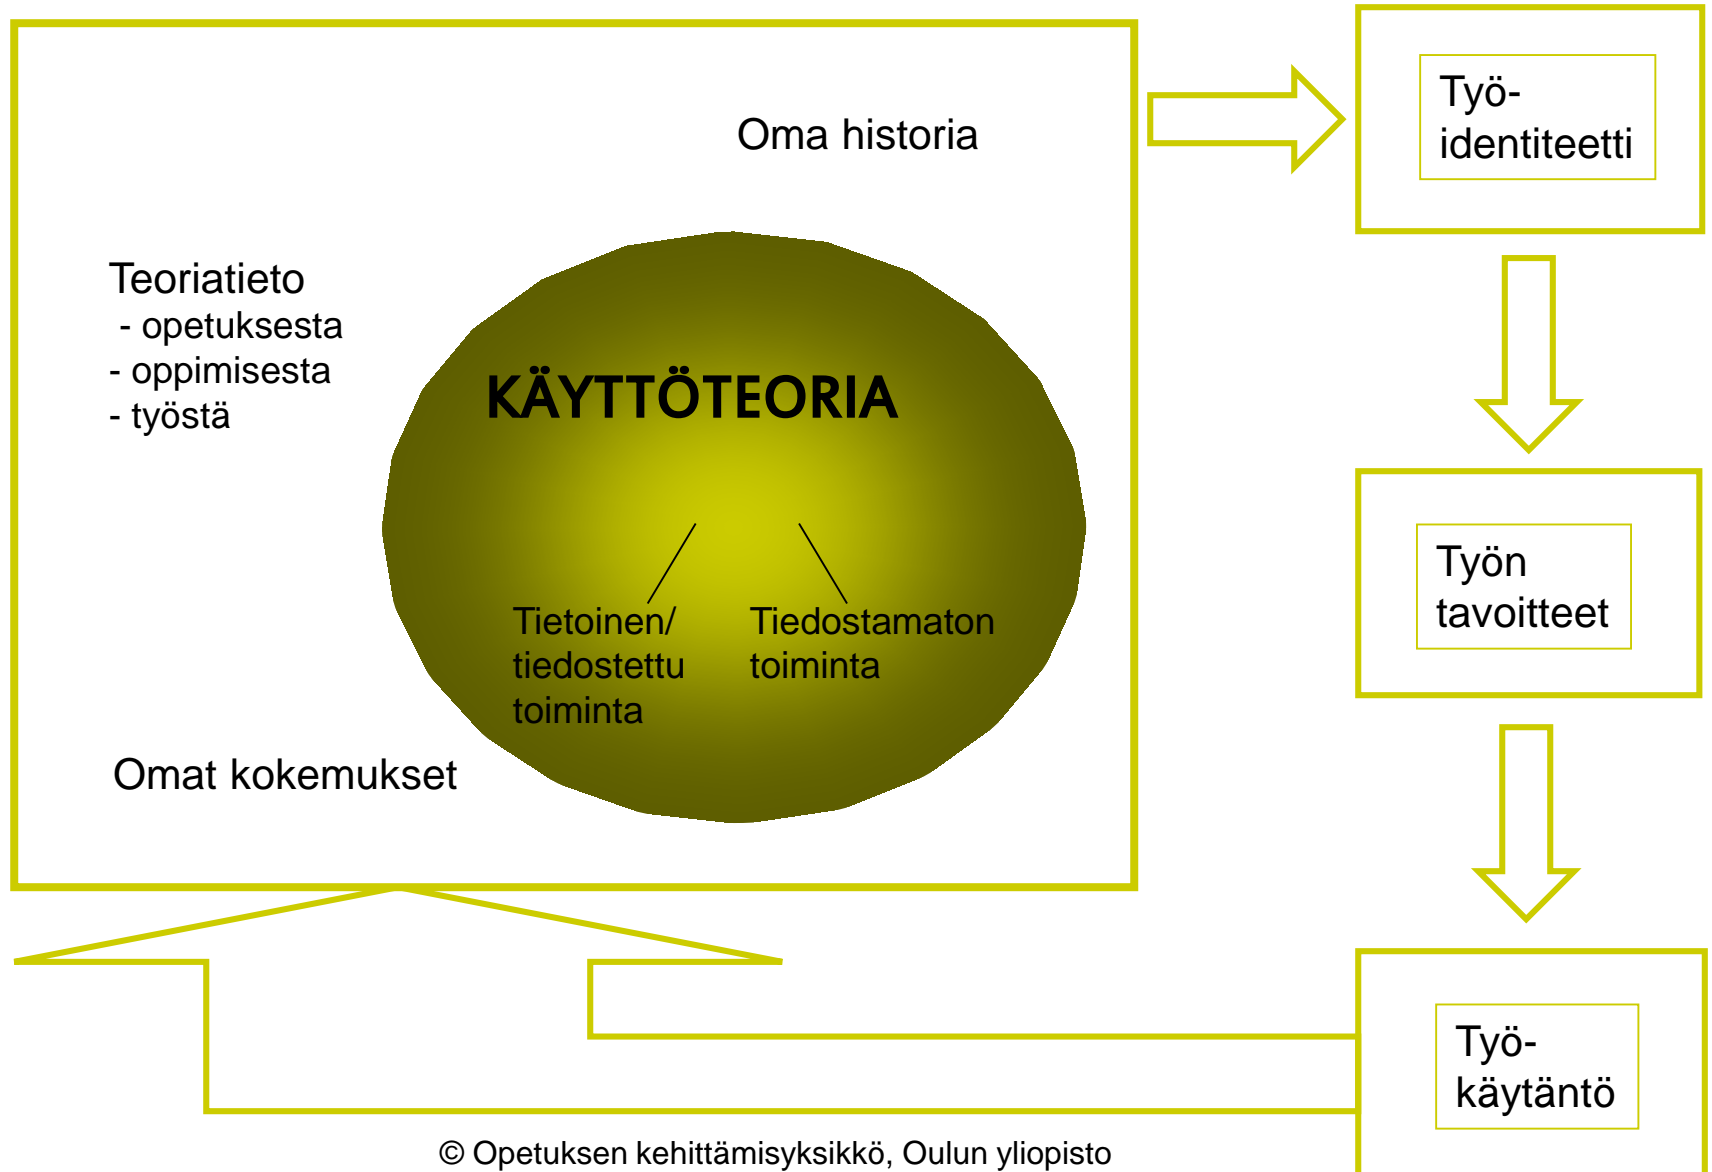 Oma historia
Teoriatieto
- opetuksesta
- oppimisesta
- työstä
KÄYTTÖTEORIA
Tietoinen/
tiedostettu
toiminta
Tiedostamaton
toiminta
Omat kokemukset
Työ-
identiteetti
Työn
tavoitteet
Työ-
käytäntö
© Opetuksen kehittämisyksikkö, Oulun yliopisto